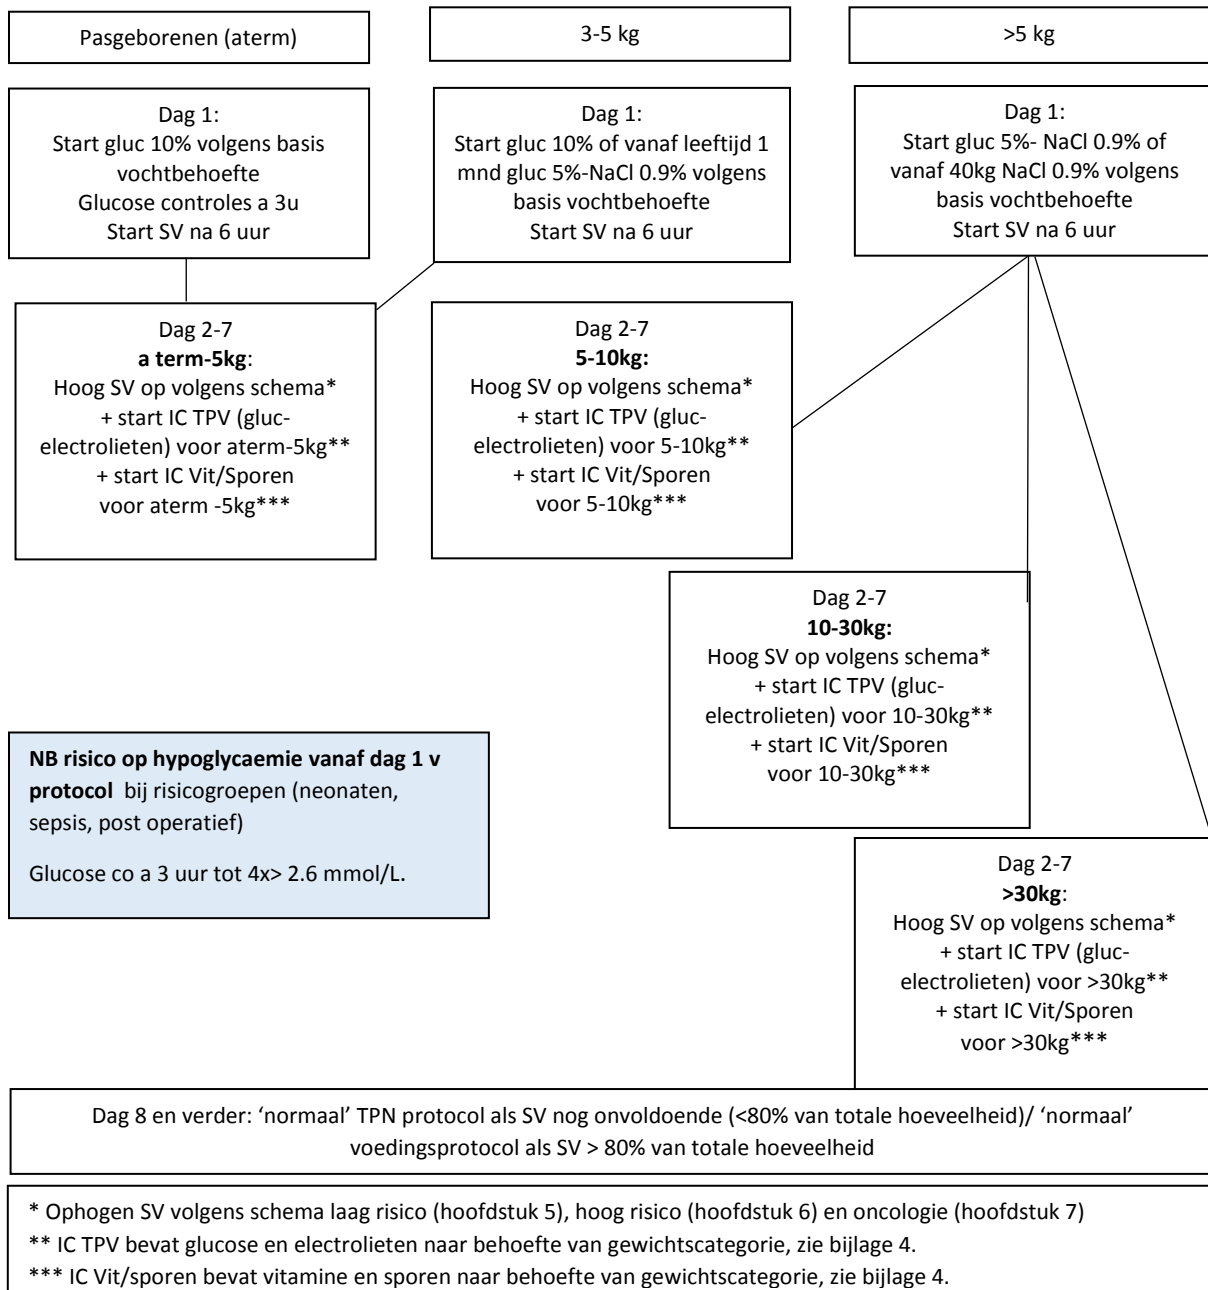 Pasgeborenen (aterm)
3-5 kg
>5 kg
Dag 1:
Start gluc 10% volgens basis
vochtbehoefte
Glucose controles a 3u
Start SV na 6 uur
Dag 1:
Start gluc 10% of vanaf leeftijd 1
mnd gluc 5%-NaCl 0.9% volgens
basis vochtbehoefte
Start SV na 6 uur
Dag 1:
Start gluc 5%- NaCl 0.9% of
vanaf 40kg NaCl 0.9% volgens
basis vochtbehoefte
Start SV na 6 uur
Dag 2-7
a term-5kg:
Hoog SV op volgens schema*
+ start IC TPV (gluc-
electrolieten) voor aterm-5kg**
+ start IC Vit/Sporen
voor aterm -5kg***
Dag 2-7
5-10kg:
Hoog SV op volgens schema*
+ start IC TPV (gluc-
electrolieten) voor 5-10kg**
+ start IC Vit/Sporen
voor 5-10kg***
Dag 2-7
10-30kg:
Hoog SV op volgens schema*
+ start IC TPV (gluc-
electrolieten) voor 10-30kg**
+ start IC Vit/Sporen
voor 10-30kg***
NB risico op hypoglycaemie vanaf dag 1 v
protocol bij risicogroepen (neonaten,
sepsis, post operatief)
Glucose co a 3 uur tot 4x> 2.6 mmol/L.
Dag 2-7
>30kg:
Hoog SV op volgens schema*
+ start IC TPV (gluc-
electrolieten) voor >30kg**
+ start IC Vit/Sporen
voor >30kg***
Dag 8 en verder: ‘normaal’ TPN protocol als SV nog onvoldoende (<80% van totale hoeveelheid)/ ‘normaal’
voedingsprotocol als SV > 80% van totale hoeveelheid
* Ophogen SV volgens schema laag risico (hoofdstuk 5), hoog risico (hoofdstuk 6) en oncologie (hoofdstuk 7)
** IC TPV bevat glucose en electrolieten naar behoefte van gewichtscategorie, zie bijlage 4.
*** IC Vit/sporen bevat vitamine en sporen naar behoefte van gewichtscategorie, zie bijlage 4.